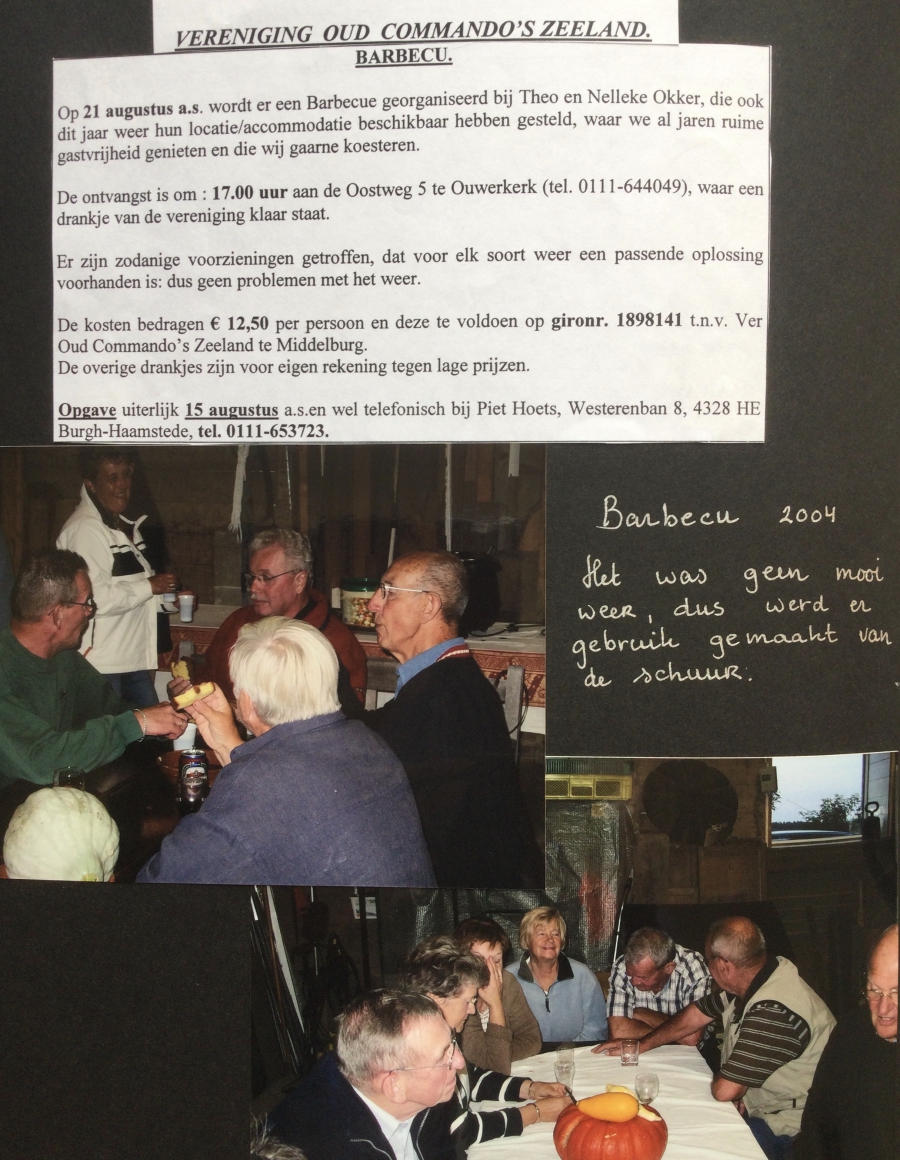 VERENIGING OUD COMMANDO'S ZEELAND.
BARBECU.
Op 21 augustus a.s. wordt er een Barbecue georganiseerd bij Theo en Nelleke Okker, die ook
dit jaar weer hun locatie/accommodatie beschikbaar hebben gesteld, waar we al jaren ruime
gastvrijheid genieten en die wij gaarne koesteren.
De ontvangst is om : 17.00 uur aan de Oostweg 5 te Ouwerkerk (tel. 0111-644049), waar een
drankje van de vereniging klaar staat.
Er zijn zodanige voorzieningen getroffen, dat voor elk soort weer een passende oplossing
voorhanden is: dus geen problemen met het weer.
De kosten bedragen € 12,50 per persoon en deze te voldoen op gironr. 1898141 t.n.v. Ver
Oud Commando's Zeeland te Middelburg.
De overige drankjes zijn voor eigen rekening tegen lage prijzen.
Opgave uiterlijk 15 augustus a.s.en wel telefonisch bij Piet Hoets, Westerenban 8, 4328 HE
Burgh-Haamstede, tel. 0111-653723.
Barbecu 2004
Het was geen mooi
weer, dus werd er
gebruik gemaakt van
de schuur.